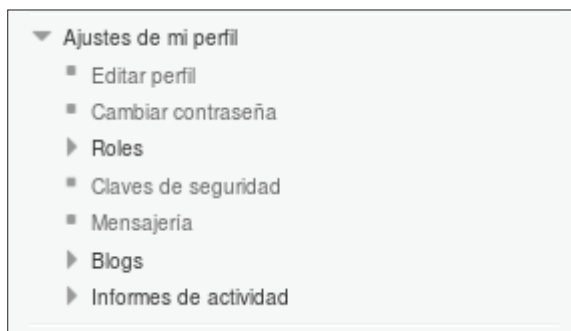 Ajustes de mi perfil
Editar perfil
Cambiar contraseña
Roles
Claves de seguridad
Mensajería
Blogs
Informes de actividad